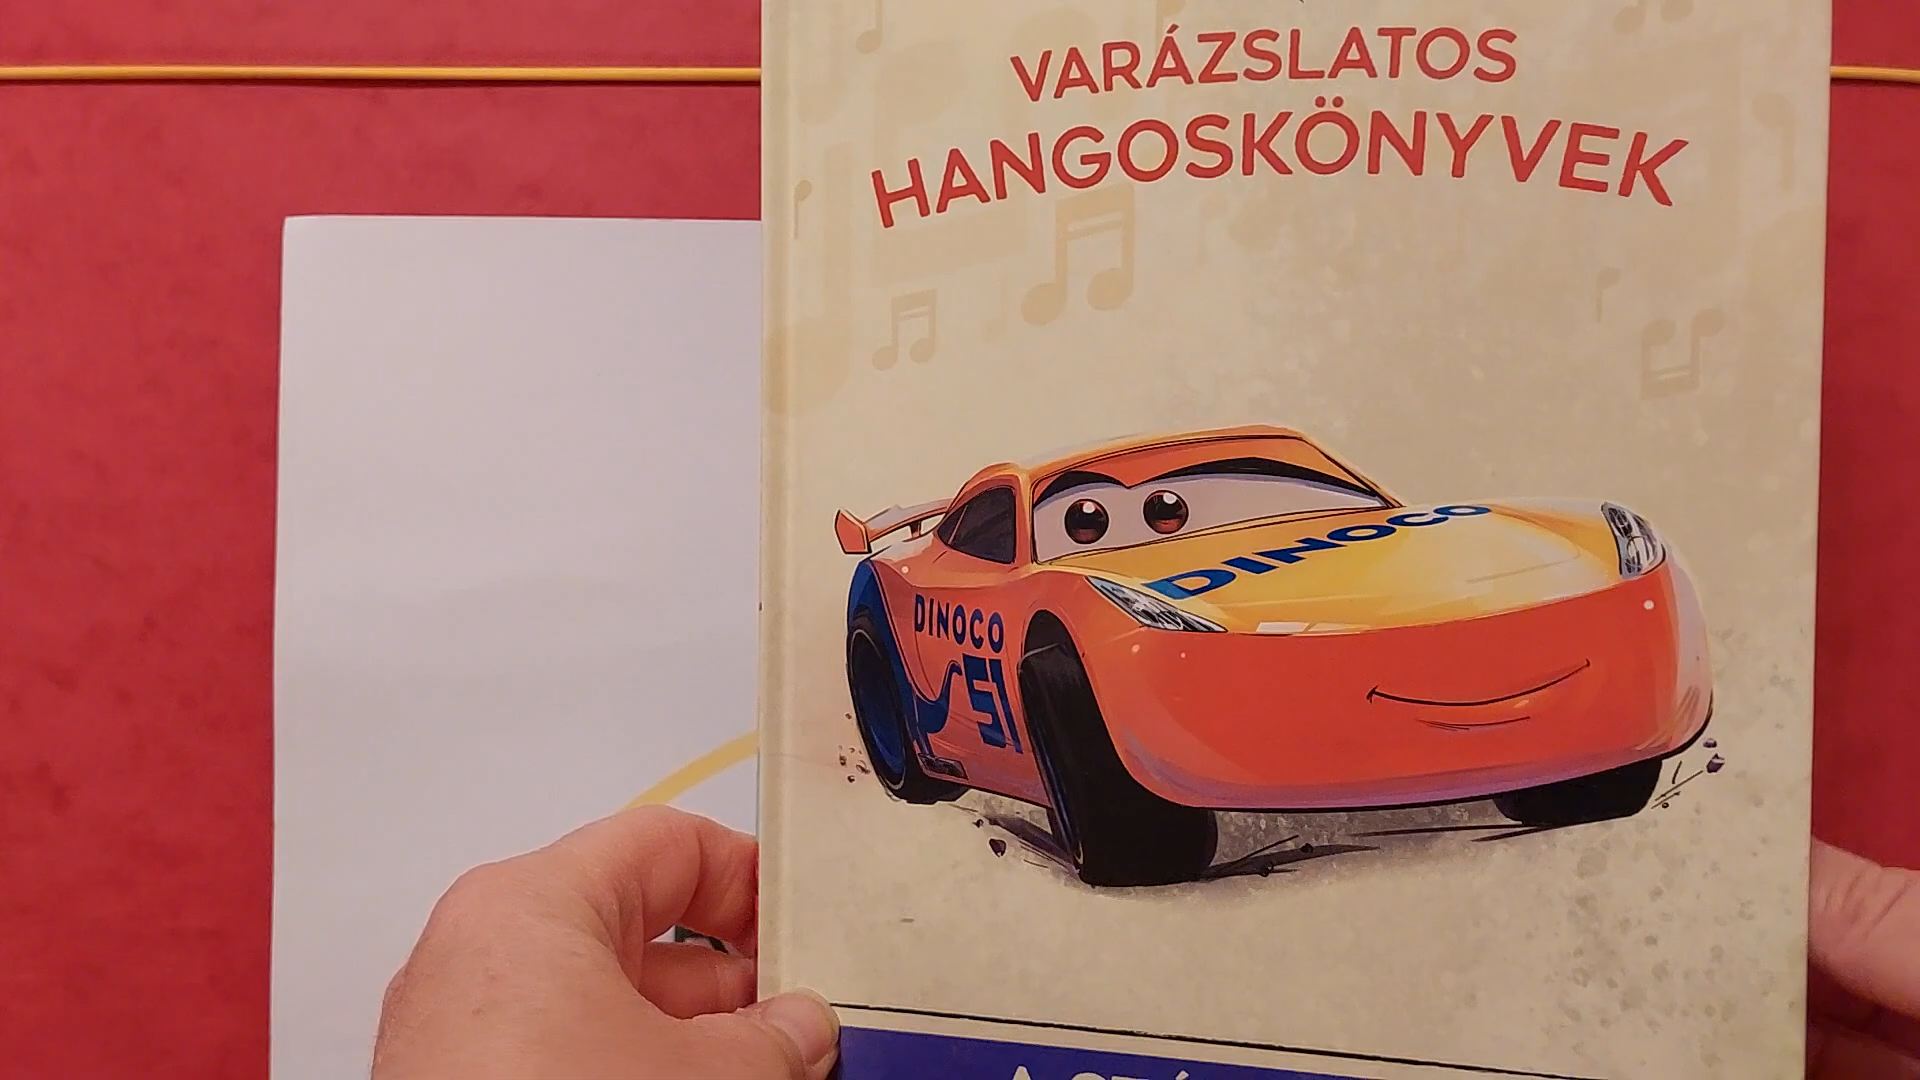 VARÁZSLATOS
HANGOSKÖNYVEK
DINOCO
DINOCO
51
A